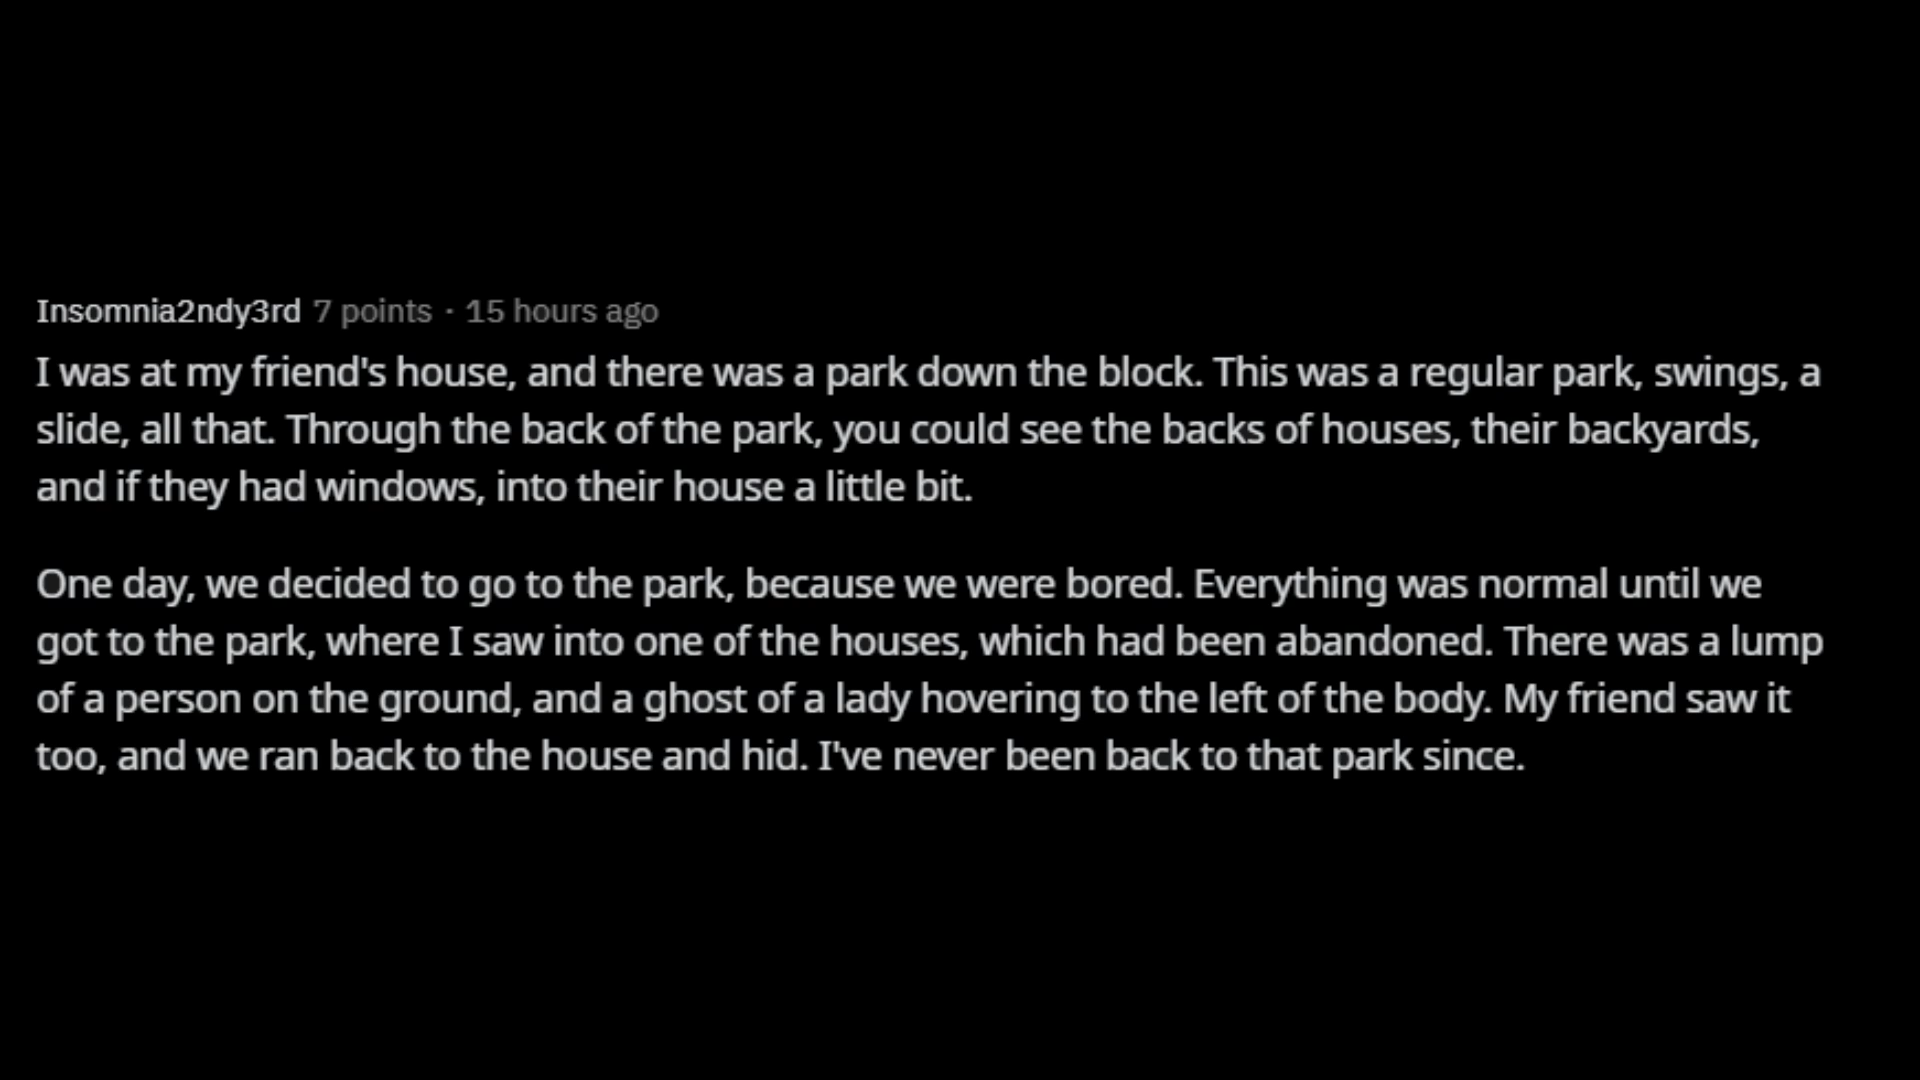 Insomnia2ndy3rd 7 points · 15 hours ago
I was at my friend's house, and there was a park down the block. This was a regular park, swings, a
slide, all that. Through the back of the park, you could see the backs of houses, their backyards,
and if they had windows, into their house a little bit.
One day, we decided to go to the park, because we were bored. Everything was normal until we
got to the park, where I saw into one of the houses, which had been abandoned. There was a lump
of a person on the ground, and a ghost of a lady hovering to the left of the body. My friend saw it
too, and we ran back to the house and hid. I've never been back to that park since.